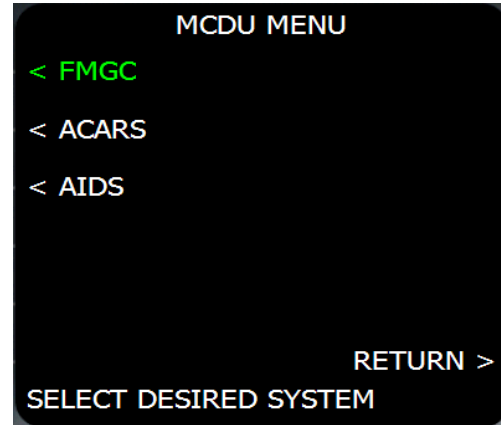 MCDU MENU
< FMGC
< ACARS
< AIDS
RETURN >
SELECT DESIRED SYSTEM